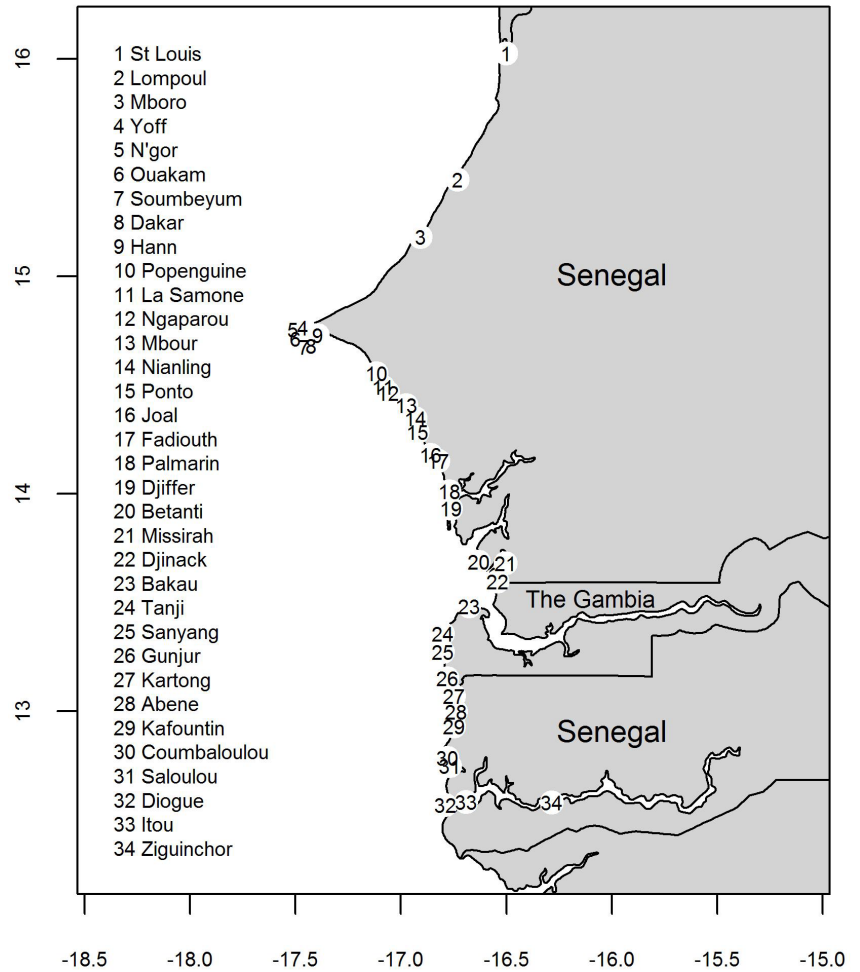 16
15
14
13
1 St Louis
2 Lompoul
3 Mboro
4 Yoff
5 N'gor
6 Ouakam
7 Soumbeyum
8 Dakar
9 Hann
10 Popenguine
11 La Samone
12 Ngaparou
13 Mbour
14 Nianling
15 Ponto
16 Joal
17 Fadiouth
18 Palmarin
19 Djiffer
20 Betanti
21 Missirah
22 Djinack
23 Bakau
24 Tanji
25 Sanyang
26 Gunjur
27 Kartong
28 Abene
29 Kafountin
30 Coumbaloulou
31 Saloulou
32 Diogue
33 Itou
34 Ziguinchor
1
2
3
Senegal
5
4
6
9
7
8
10
11
12
13
14
15
16
17
18
19
20
21
22
The Gambia
23
24
25
26
27
28
29
Senegal
30
31
32
33
34
-18.5 -18.0 -17.5 -17.0 -16.5 -16.0 -15.5 -15.0